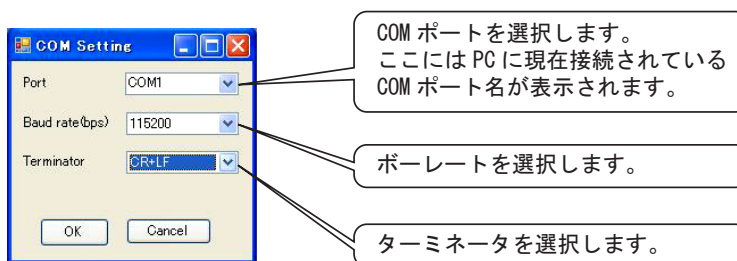 COM Setting
COM ポートを選択します。
ここには PC に現在接続されている
COM ポート名が表示されます。
Port
COM1
Baud rate(bps)
115200
ボーレートを選択します。
Terminator
CR+LF
OK
Cancel
ターミネータを選択します。